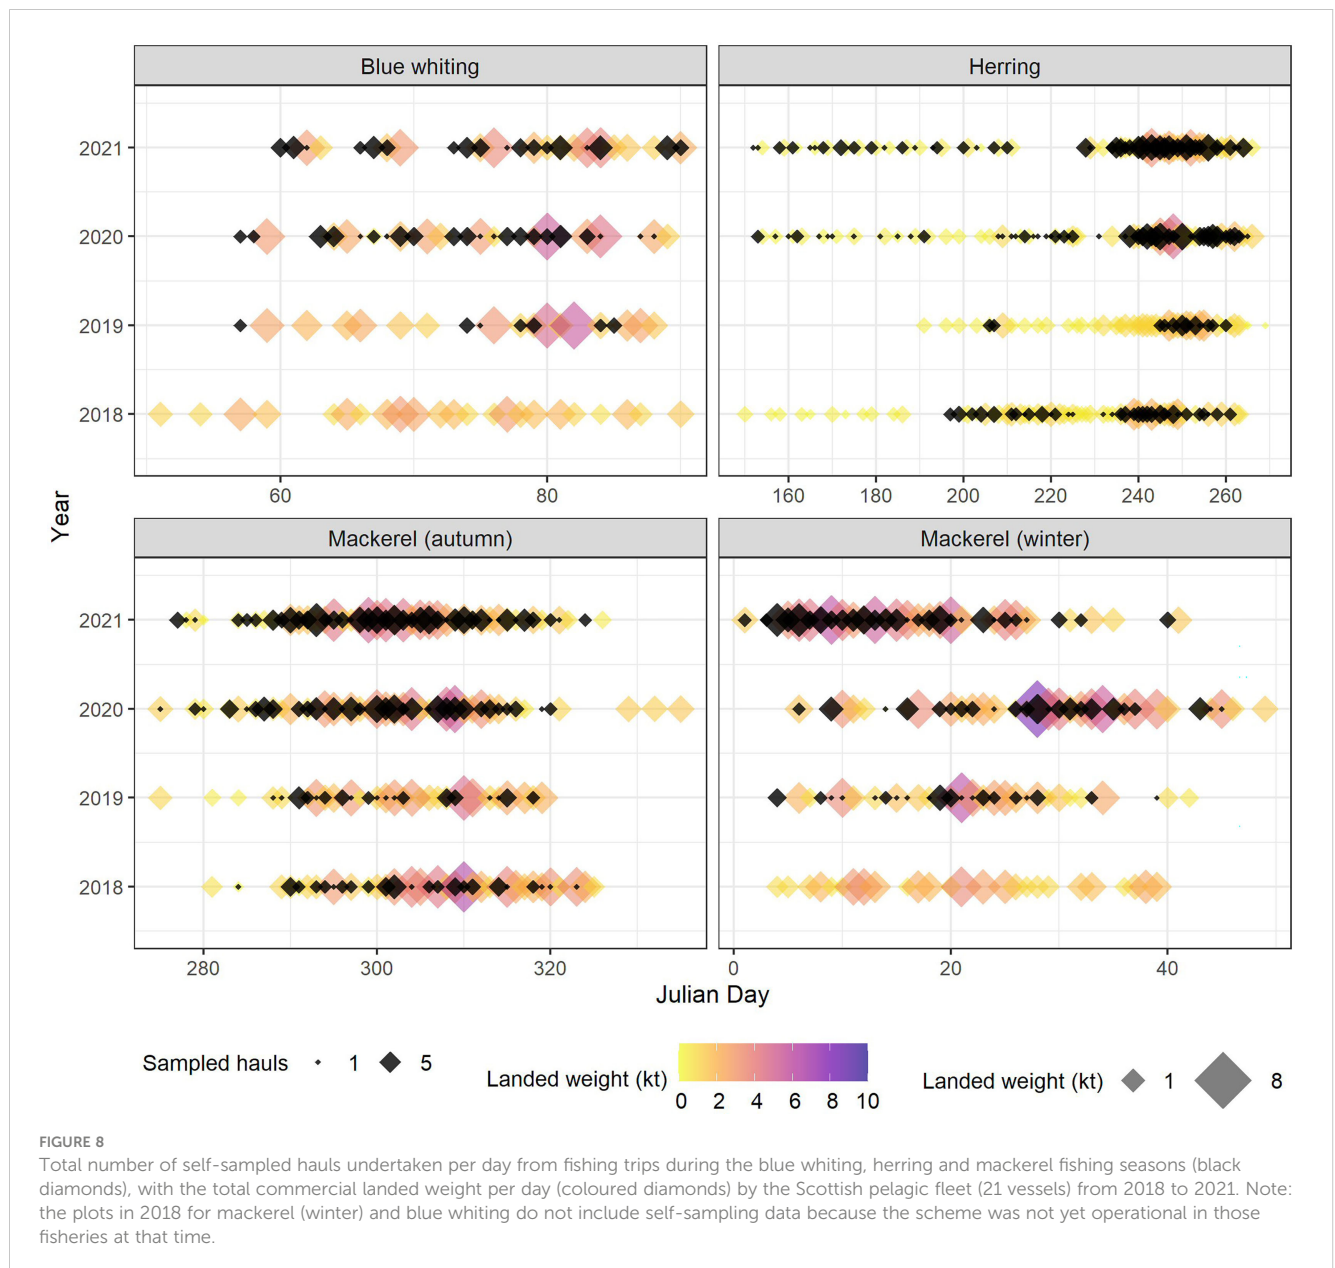 Blue whiting
Herring
2021
2020
2019
2018
60
80
160
180
200
220
240
260
Year
Mackerel (autumn)
Mackerel (winter)
2021
2020
2019
2018
280
300
320
0
20
40
Julian Day
Sampled hauls 1 5
Landed weight (kt)
0 2 4 6 8 10
Landed weight (kt) 1 8
FIGURE 8
Total number of self-sampled hauls undertaken per day from fishing trips during the blue whiting, herring and mackerel fishing seasons (black
diamonds), with the total commercial landed weight per day (coloured diamonds) by the Scottish pelagic fleet (21 vessels) from 2018 to 2021. Note:
the plots in 2018 for mackerel (winter) and blue whiting do not include self-sampling data because the scheme was not yet operational in those
fisheries at that time.